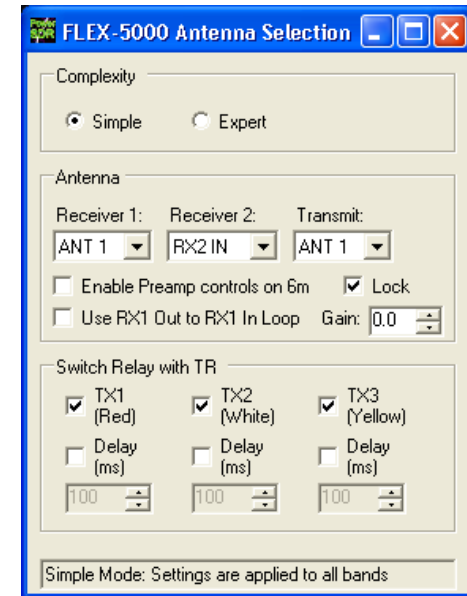 Power SDR FLEX-5000 Antenna Selection
Complexity
Simple Expert
Antenna
Receiver 1: Receiver 2: Transmit:
ANT 1 RX2 IN ANT 1
Enable Preamp controls on 6m Lock
Use RX1 Out to RX1 In Loop Gain: 0.0
Switch Relay with TR
TX1 TX2 TX3
(Red) (White) (Yellow)
Delay Delay Delay
(ms) (ms) (ms)
100 100 100
Simple Mode: Settings are applied to all bands